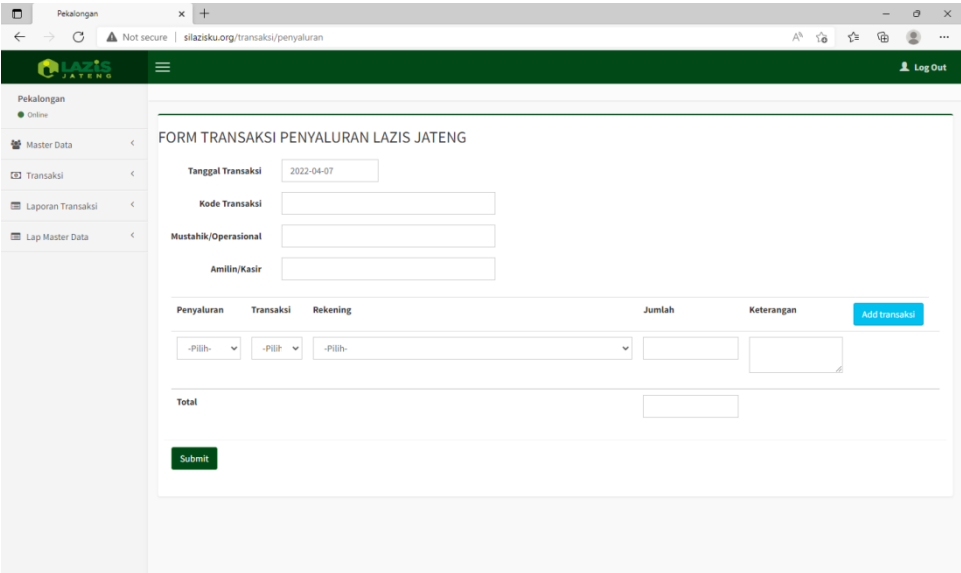 Pekalongan
Not secure silazisku.org/transaksi/penyaluran
LAZiS
JATENG
Log Out
Pekalongan
Online
Master Data
Transaksi
Laporan Transaksi
Lap Master Data
FORM TRANSAKSI PENYALURAN LAZIS JATENG
Tanggal Transaksi 2022-04-07
Kode Transaksi
Mustahik/Operasional
Amilin/Kasir
Penyaluran Transaksi Rekening Jumlah Keterangan Add transaksi
-Pilih- -Pilih -Pilih-
Total
Submit